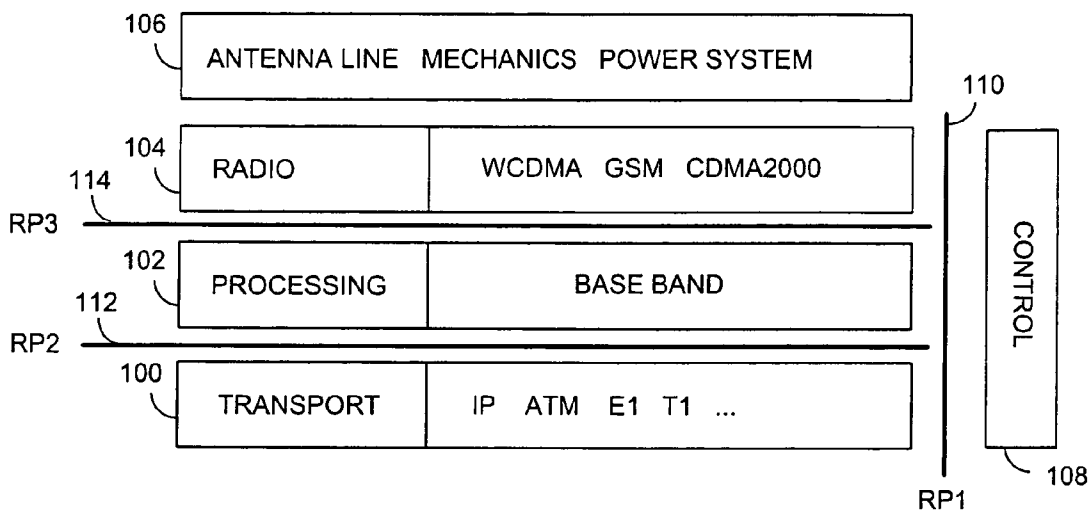 106
ANTENNA LINE MECHANICS POWER SYSTEM
110
104
RADIO WCDMA GSM CDMA2000
114
RP3
102
PROCESSING BASE BAND
112
RP2
100
TRANSPORT IP ATM E1 T1 ...
CONTROL
108
RP1